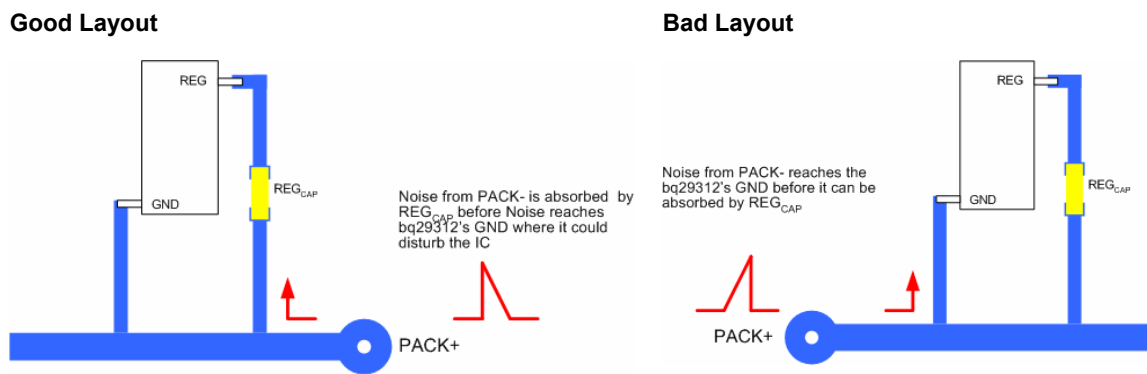 Good Layout
REG
REGCAP
GND
Noise from PACK- is absorbed by
REGCAP before Noise reaches
bq29312's GND where it could
disturb the IC
PACK+
Bad Layout
REG
Noise from PACK- reaches the
bq29312's GND before it can be
absorbed by REGCAP
REGCAP
GND
PACK+